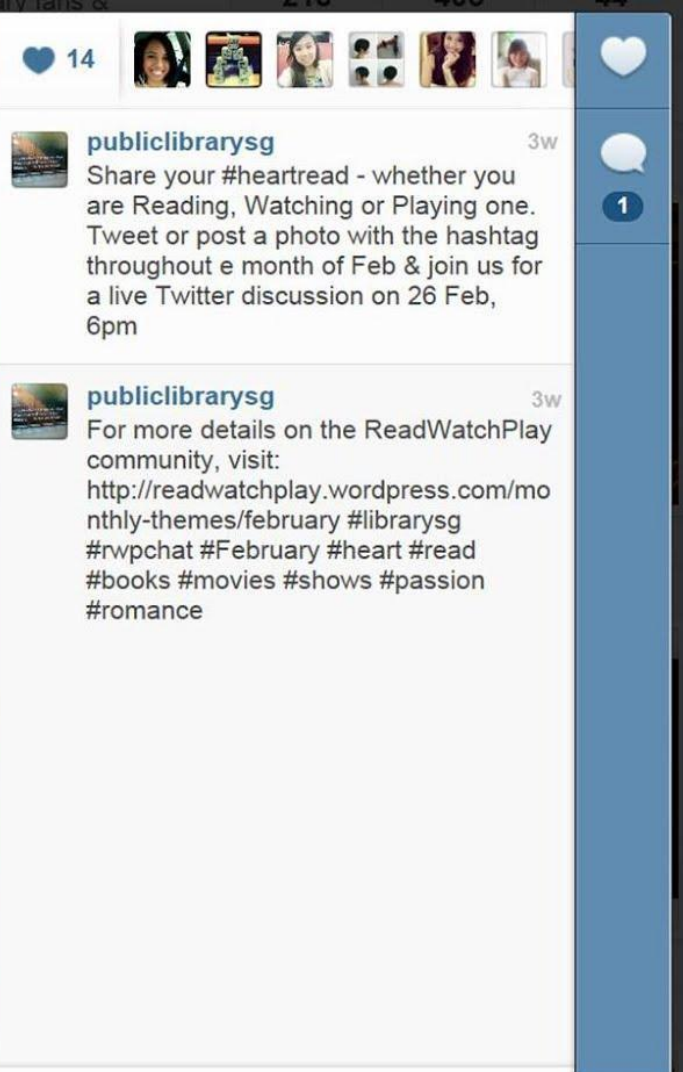 14
publiclibrarysg 3w
Share your #heartread - whether you
are Reading, Watching or Playing one.
Tweet or post a photo with the hashtag
throughout e month of Feb & join us for
a live Twitter discussion on 26 Feb,
6pm
1
publiclibrarysg 3w
For more details on the ReadWatchPlay
community, visit:
http://readwatchplay.wordpress.com/mo
nthly-themes/february #librarysg
#rwpchat #February #heart #read
#books #movies #shows #passion
#romance